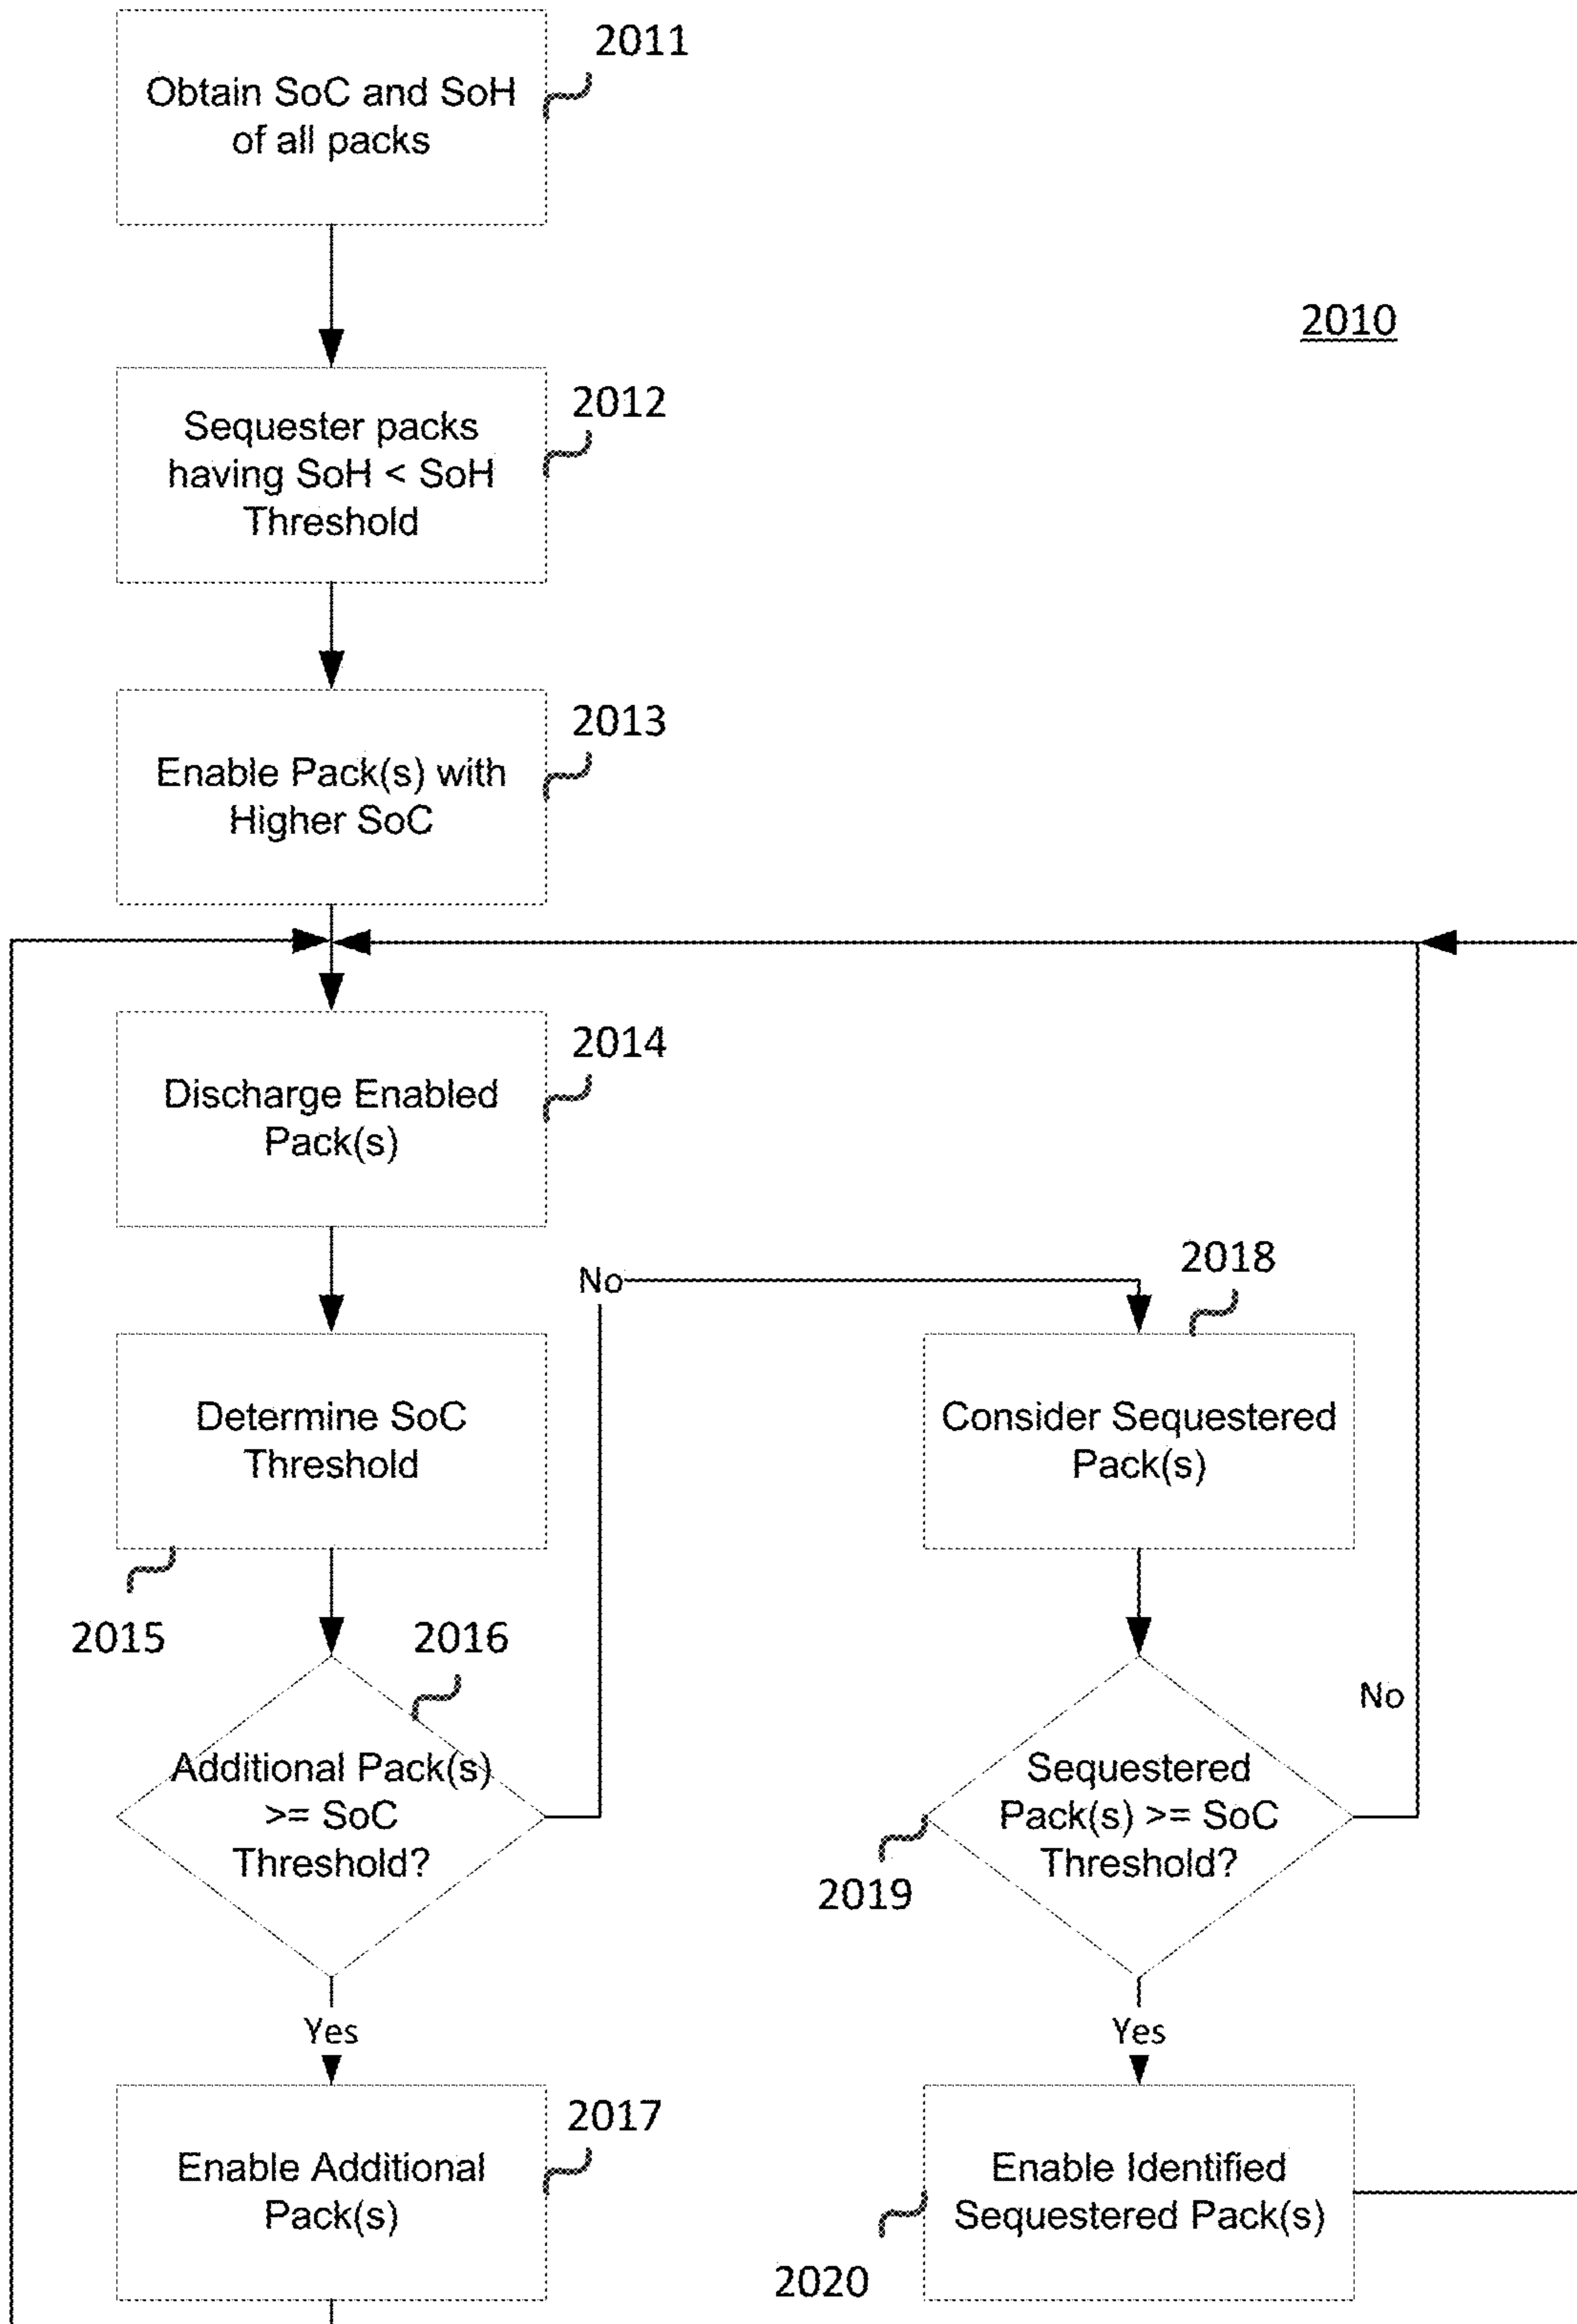 2011
Obtain SoC and SoH
of all packs
2010
2012
Sequester packs
having SoH < SoH
Threshold
2013
Enable Pack(s) with
Higher SoC
2014
Discharge Enabled
Pack(s)
No
2018
Determine SoC
Threshold
Consider Sequestered
Pack(s)
2015
2016
No
Additional Pack(s)
>= SoC
Threshold?
Sequestered
Pack(s) >= SoC
Threshold?
2019
Yes
Yes
2017
Enable Additional
Pack(s)
Enable Identified
Sequestered Pack(s)
2020